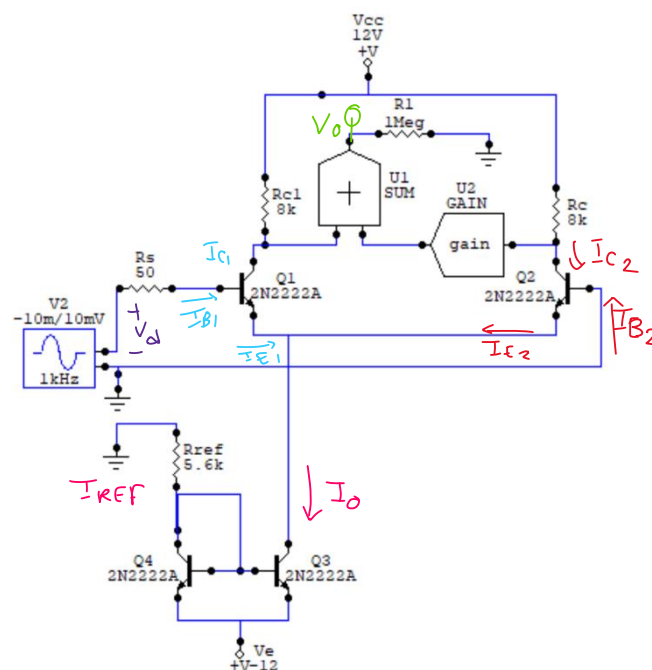 Vcc
12V
+V
V0
R1
1Meg
Rc1
8k
U1
SUM
U2
GAIN
gain
Rc
8k
Rs
50
IC1
Q1
2N2222A
Q2
2N2222A
IC2
V2
-10m/10mV
+
Vd
-
IB1
IE1
IE2
IB2
1kHz
Rref
5.6k
IREF
IO
Q4
2N2222A
Q3
2N2222A
Ve
+V-12